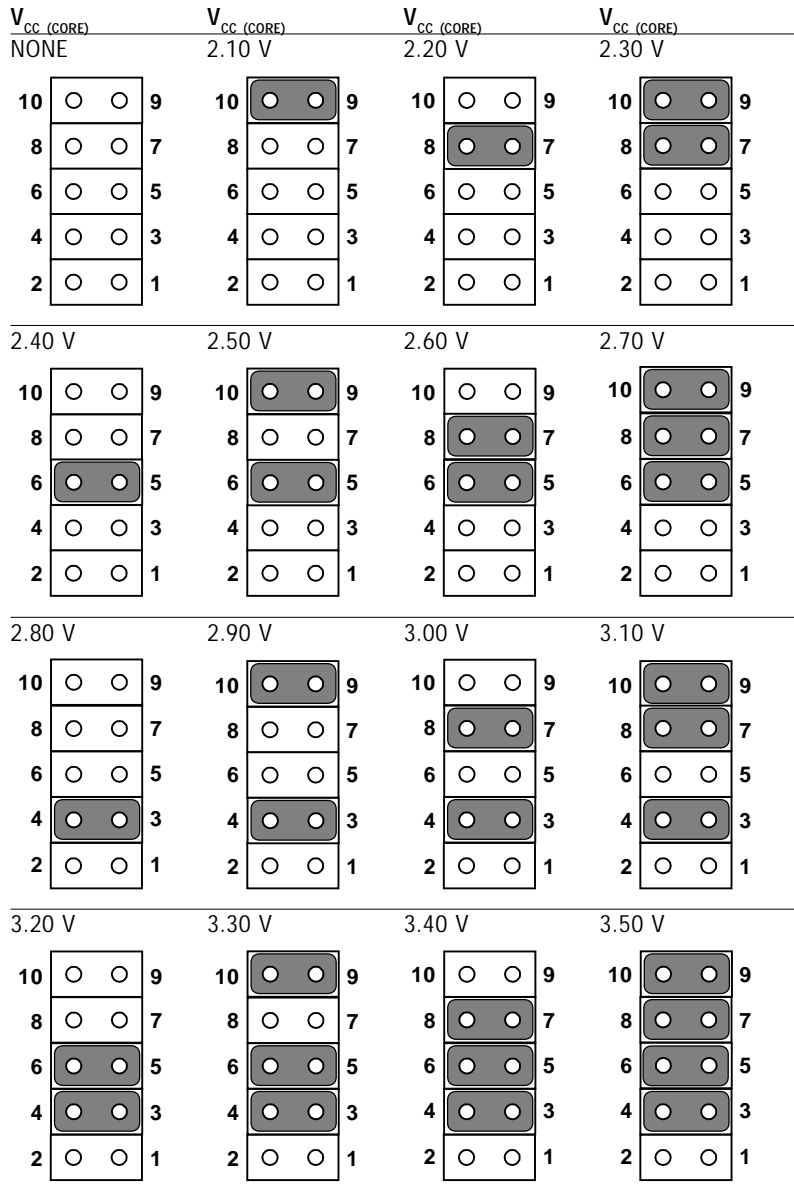 VCC (CORE) VCC (CORE) VCC (CORE) VCC (CORE)
NONE 2.10 V 2.20 V 2.30 V
10 9 10 9 10 9 10 9
8 7 8 7 8 7 8 7
6 5 6 5 6 5 6 5
4 3 4 3 4 3 4 3
2 1 2 1 2 1 2 1
2.40 V 2.50 V 2.60 V 2.70 V
10 9 10 9 10 9 10 9
8 7 8 7 8 7 8 7
6 5 6 5 6 5 6 5
4 3 4 3 4 3 4 3
2 1 2 1 2 1 2 1
2.80 V 2.90 V 3.00 V 3.10 V
10 9 10 9 10 9 10 9
8 7 8 7 8 7 8 7
6 5 6 5 6 5 6 5
4 3 4 3 4 3 4 3
2 1 2 1 2 1 2 1
3.20 V 3.30 V 3.40 V 3.50 V
10 9 10 9 10 9 10 9
8 7 8 7 8 7 8 7
6 5 6 5 6 5 6 5
4 3 4 3 4 3 4 3
2 1 2 1 2 1 2 1